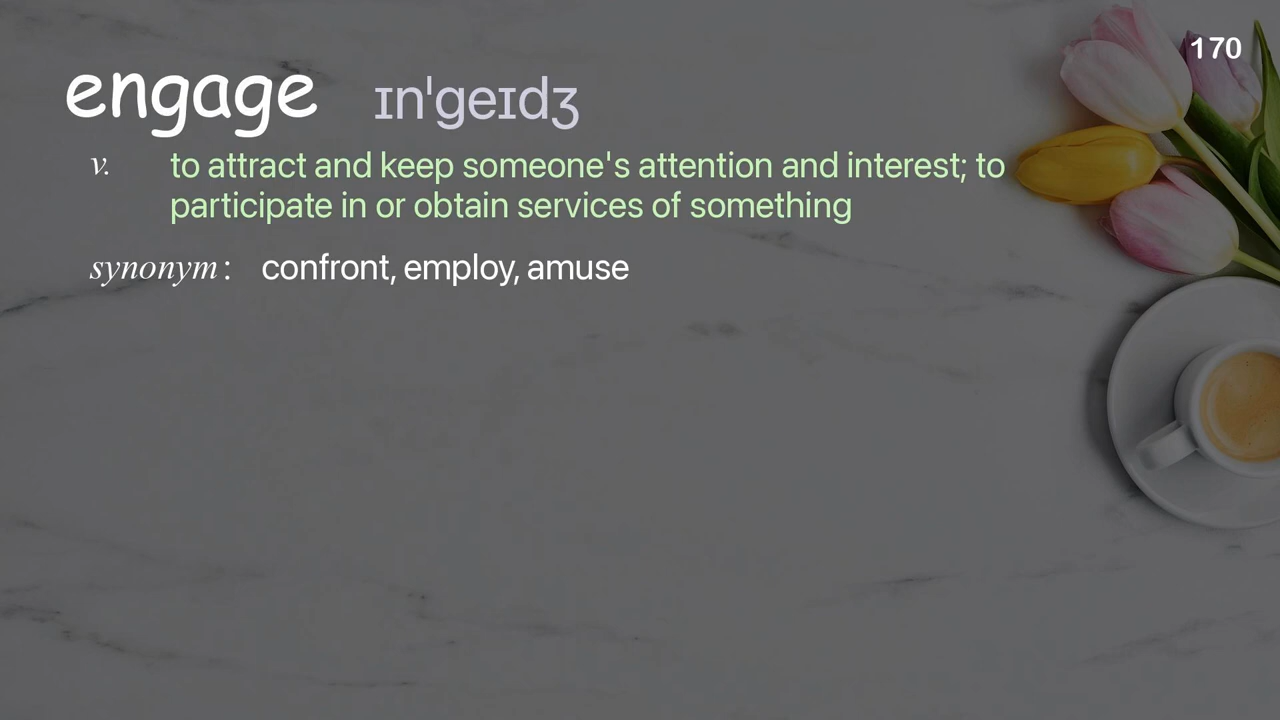 170
engage ɪnˈgeɪdʒ
v. to attract and keep someone's attention and interest; to
participate in or obtain services of something
synonym: confront, employ, amuse